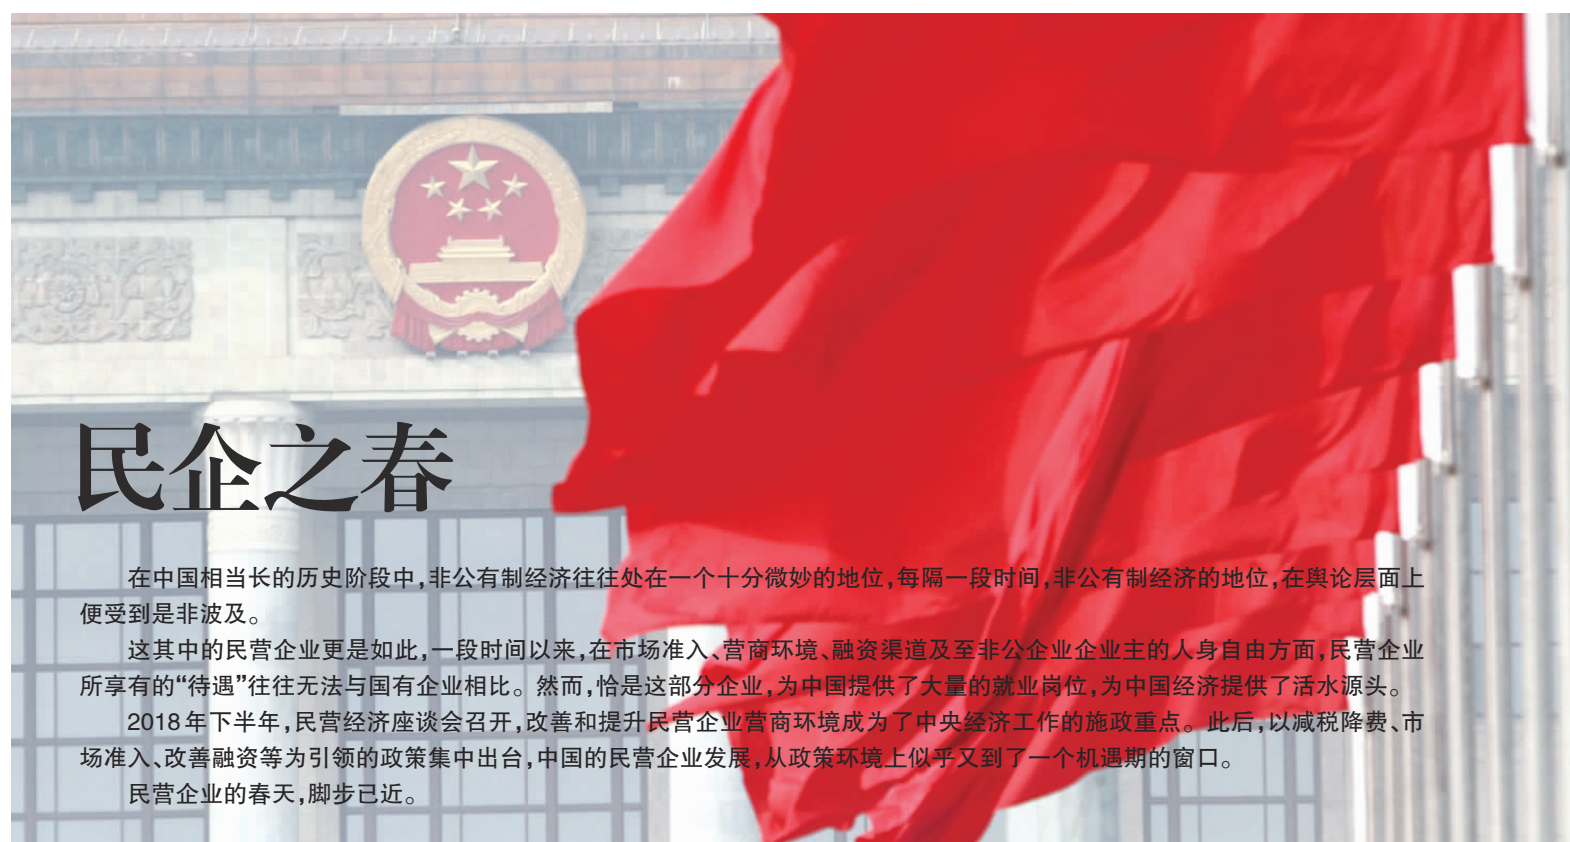 民企之春
在中国相当长的历史阶段中，非公有制经济往往处在一个十分微妙的地位，每隔一段时间，非公有制经济的地位，在舆论层面上
便受到是非波及。
这其中的民营企业更是如此，一段时间以来，在市场准入、营商环境、融资渠道及至非公企业企业主的人身自由方面，民营企业
所享有的“待遇”往往无法与国有企业相比。然而，恰是这部分企业，为中国提供了大量的就业岗位，为中国经济提供了活水源头。
2018年下半年，民营经济座谈会召开，改善和提升民营企业营商环境成为了中央经济工作的施政重点。此后，以减税降费、市
场准入、改善融资等为引领的政策集中出台，中国的民营企业发展，从政策环境上似乎又到了一个机遇期的窗口。
民营企业的春天，脚步已近。